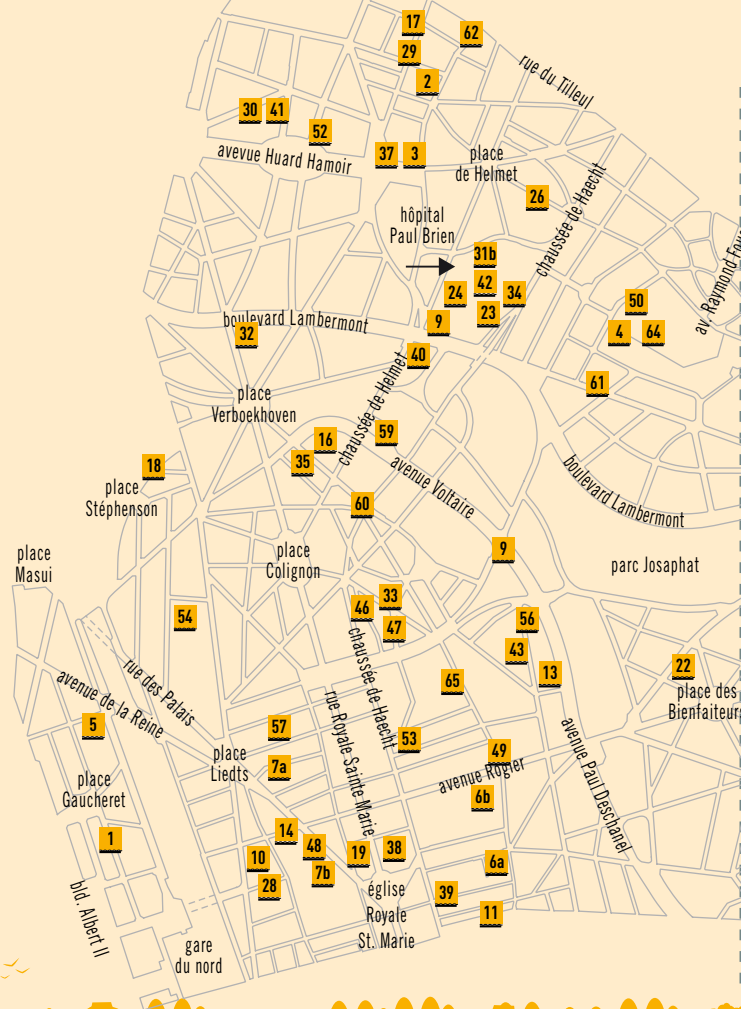 17
62
29
rue du Tilleul
2
30
41
52
avevue Huard Hamoir
37
3
place
de Helmet
26
chaussée de Haecht
hôpital
Paul Brien
31b
42
24
34
23
9
50
4
64
av. Raymond Fou
boulevard Lambermont
32
40
61
chaussée de Helmet
place
Verboekhoven
16
59
35
18
place
Stéphenson
avenue Voltaire
boulevard Lambermont
60
9
place
Colignon
parc Josaphat
place
Masui
54
33
46
47
56
43
13
chaussée de Haecht
65
22
place des
Bienfaiteurs
rue des Palais
avenue de la Reine
5
57
rue Royale Sainte Marie
53
49
avenue Rogier
avenue Paul Deschanel
place
Liedts
7a
6b
place
Gaucheret
1
14
48
10
7b
28
19
38
6a
39
11
église
Royale
St. Marie
bld. Albert II
gare
du nord